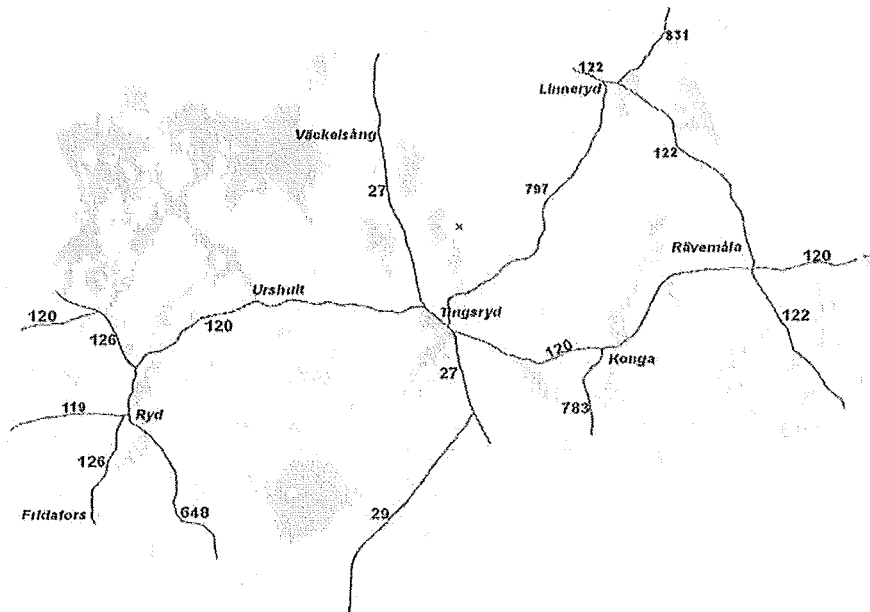 831
122
Linneryd
Väckelsång
122
27
797
Rävemåla
120
Urshult
120
Tingsryd
122
120
126
120
Konga
27
119
Ryd
783
126
Fridafors
648
29